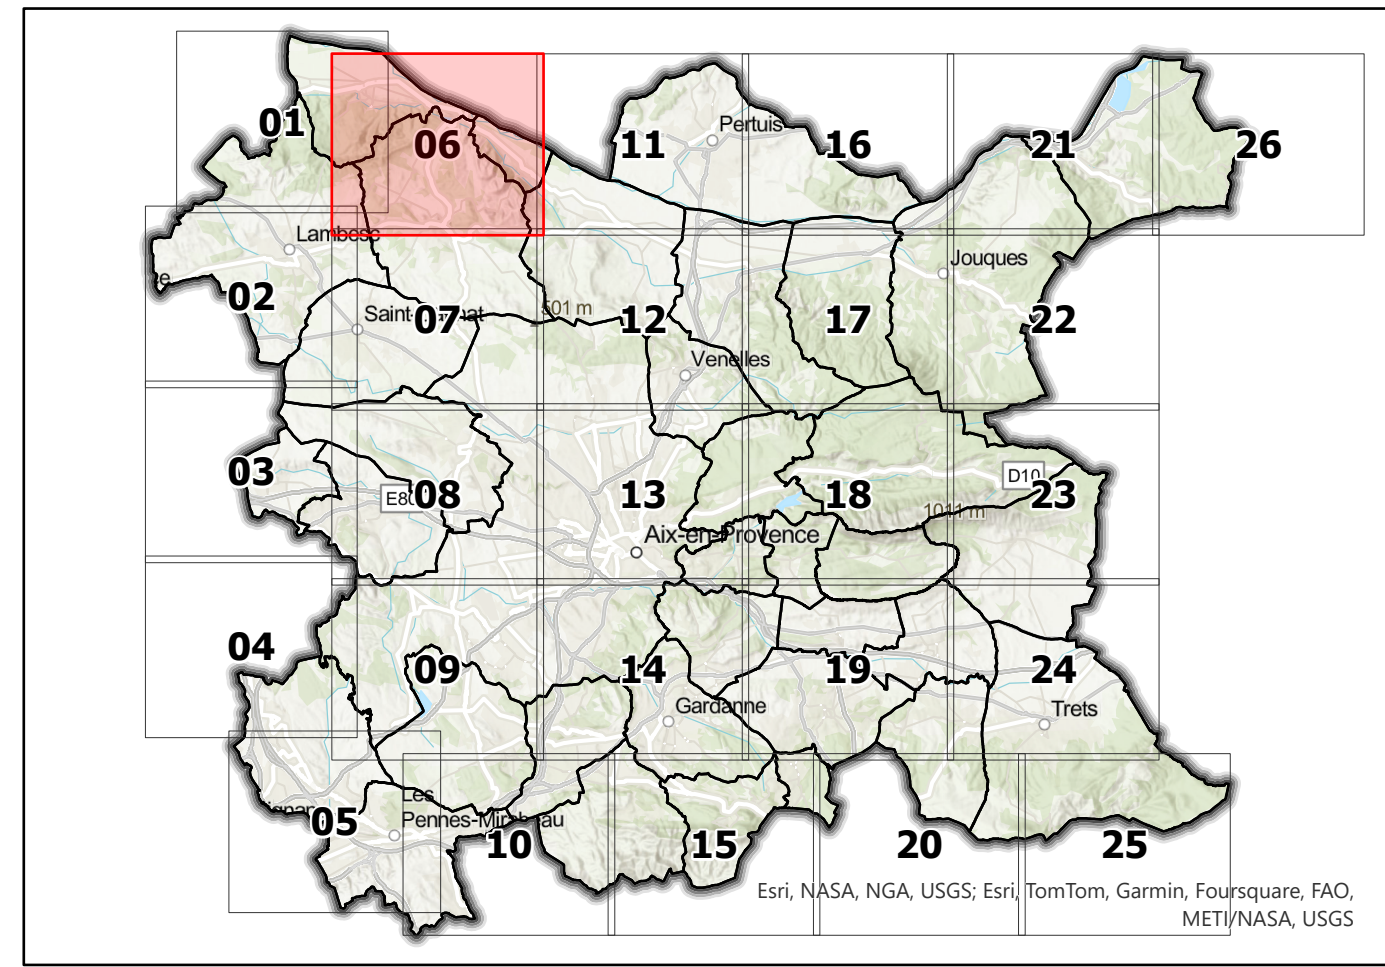 01
06
11
Pertuis
16
21
26
Lambesc
Jouques
02
Saint-
07
501 m
12
17
22
Venelles
03
08
13
18
D10
23
1011 m
Aix-en-Provence
04
09
14
19
24
Gardanne
Trets
05
Les
Pennes-Mirabeau
10
15
20
25
Esri, NASA, NGA, USGS; Esri, TomTom, Garmin, Foursquare, FAO,
METI/NASA, USGS